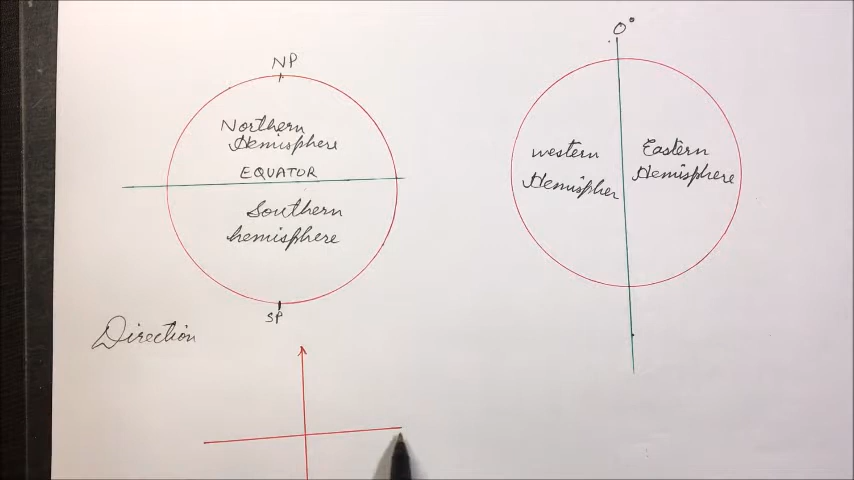 NP
Northern
Hemisphere
EQUATOR
Southern
hemisphere
SP
0°
western
Hemispher
Eastern
Hemisphere
Direction